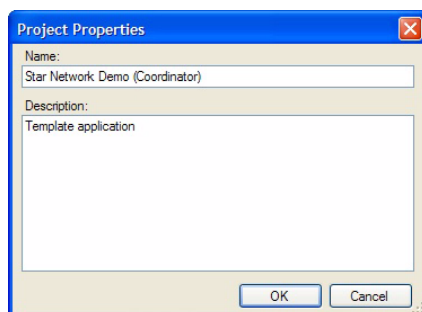 Project Properties
Name:
Star Network Demo (Coordinator)
Description:
Template application
OK Cancel